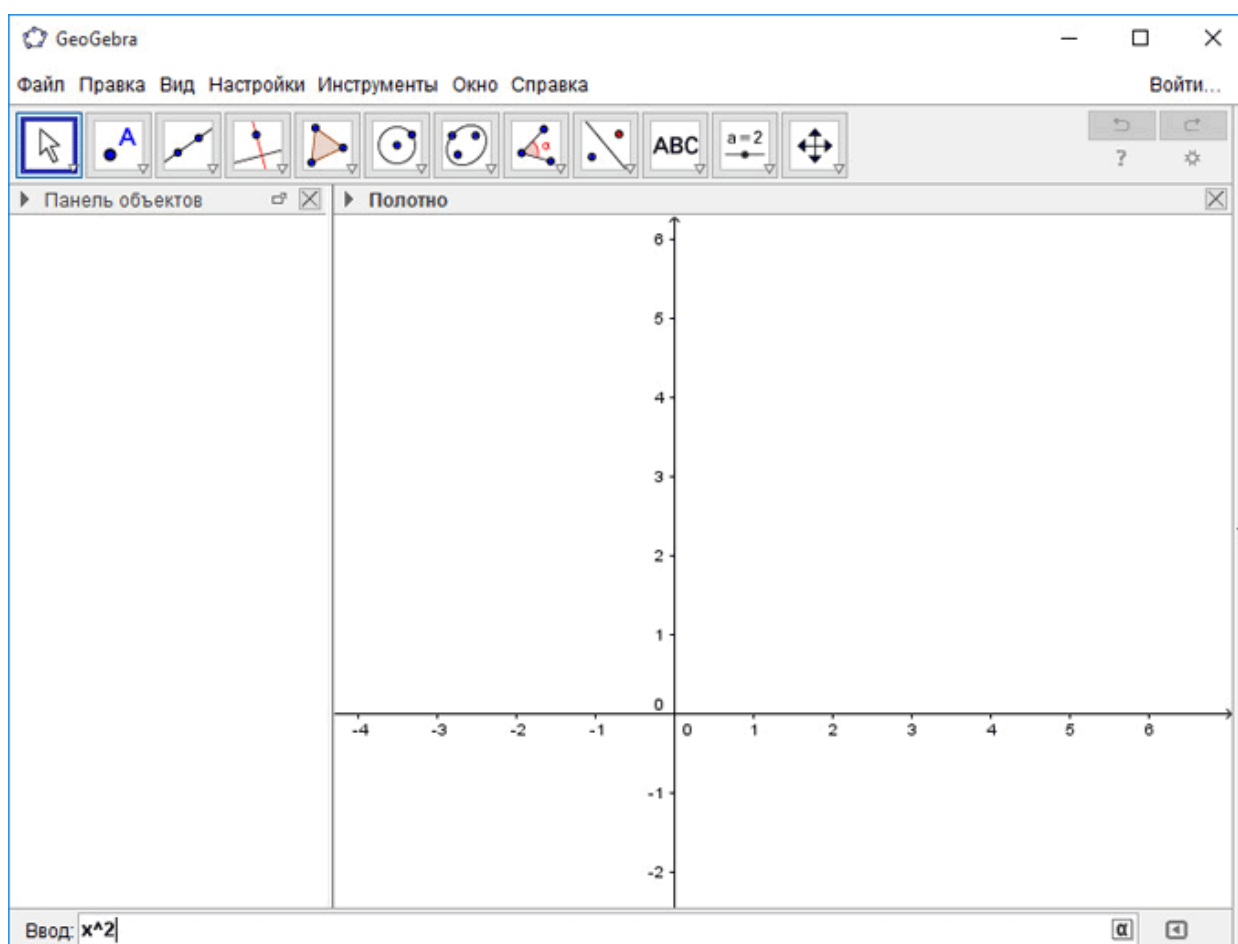 GeoGebra
Файл Правка Вид Настройки Инструменты Окно Справка Войти...
A α ABC a=2 ?
Панель объектов Полотно
6
5
4
3
2
1
0
-4 -3 -2 -1 0 1 2 3 4 5 6
-1
-2
Ввод: x^2 α